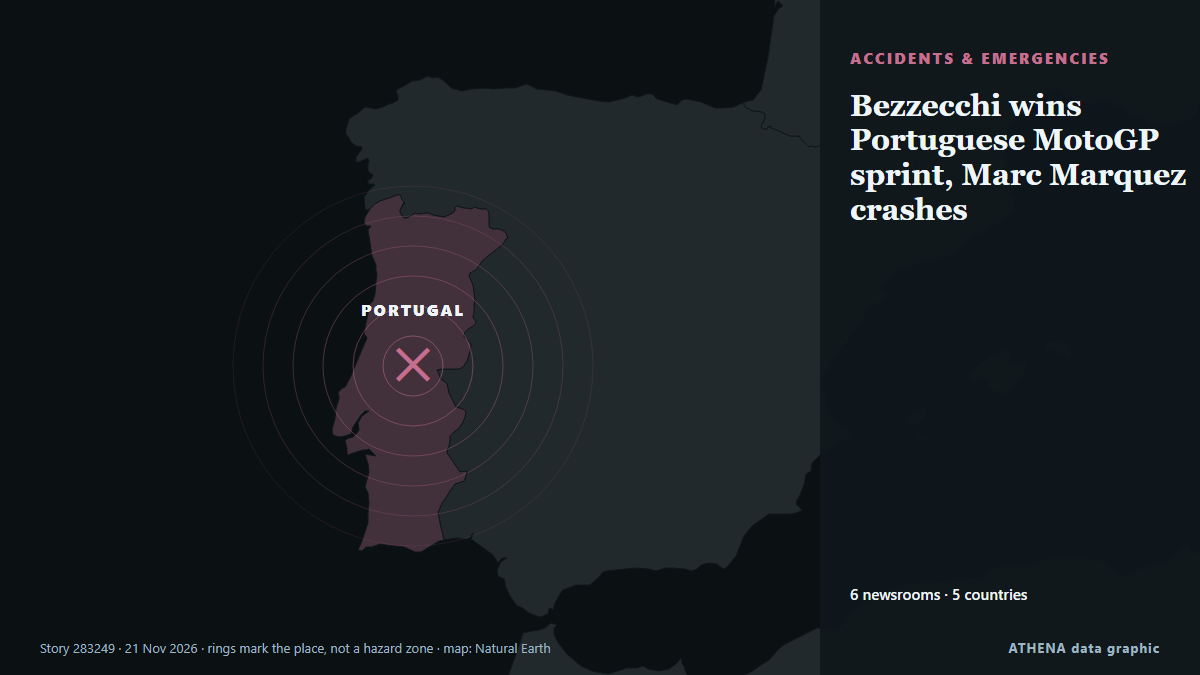 ACCIDENTS & EMERGENCIES
Bezzecchi wins
Portuguese MotoGP
sprint, Marc Marquez
crashes
PORTUGAL
6 newsrooms · 5 countries
Story 283249 · 21 Nov 2026 · rings mark the place, not a hazard zone · map: Natural Earth
ATHENA data graphic